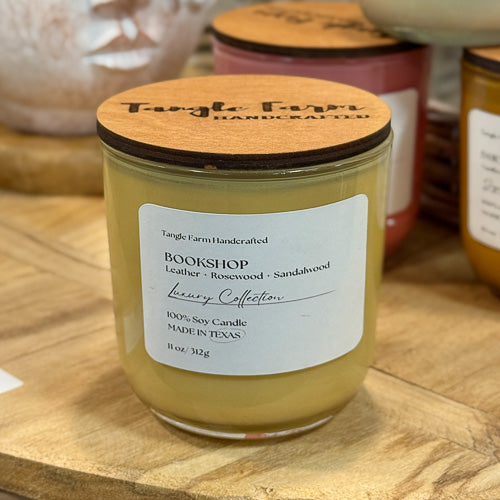 Tangle Farm
HANDCRAFTED
Tangle Farm Handcrafted
BOOKSHOP
Leather · Rosewood · Sandalwood
Luxury Collection
100% Soy Candle
MADE IN TEXAS
11 oz/312g